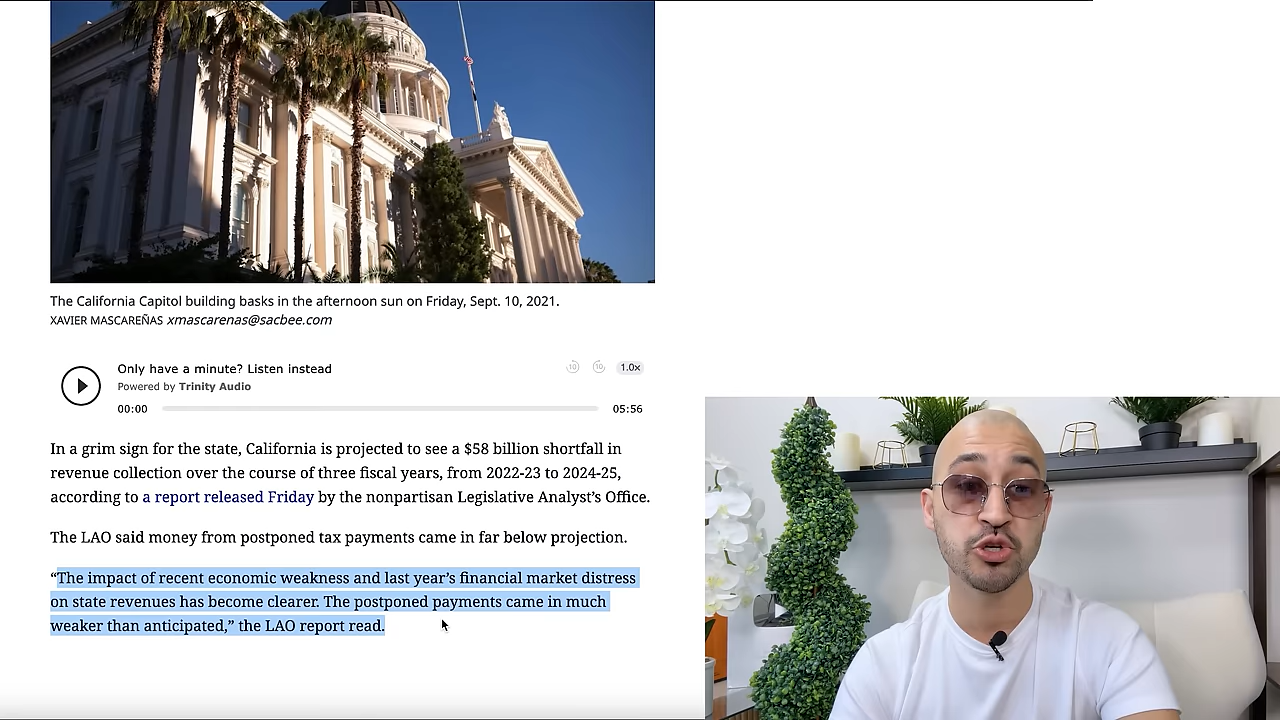 The California Capitol building basks in the afternoon sun on Friday, Sept. 10, 2021.
XAVIER MASCAREÑAS xmascarenas@sacbee.com
Only have a minute? Listen instead
Powered by Trinity Audio
10 10 1.0x
00:00 05:56
In a grim sign for the state, California is projected to see a $58 billion shortfall in
revenue collection over the course of three fiscal years, from 2022-23 to 2024-25,
according to a report released Friday by the nonpartisan Legislative Analyst’s Office.
The LAO said money from postponed tax payments came in far below projection.
“The impact of recent economic weakness and last year’s financial market distress
on state revenues has become clearer. The postponed payments came in much
weaker than anticipated,” the LAO report read.